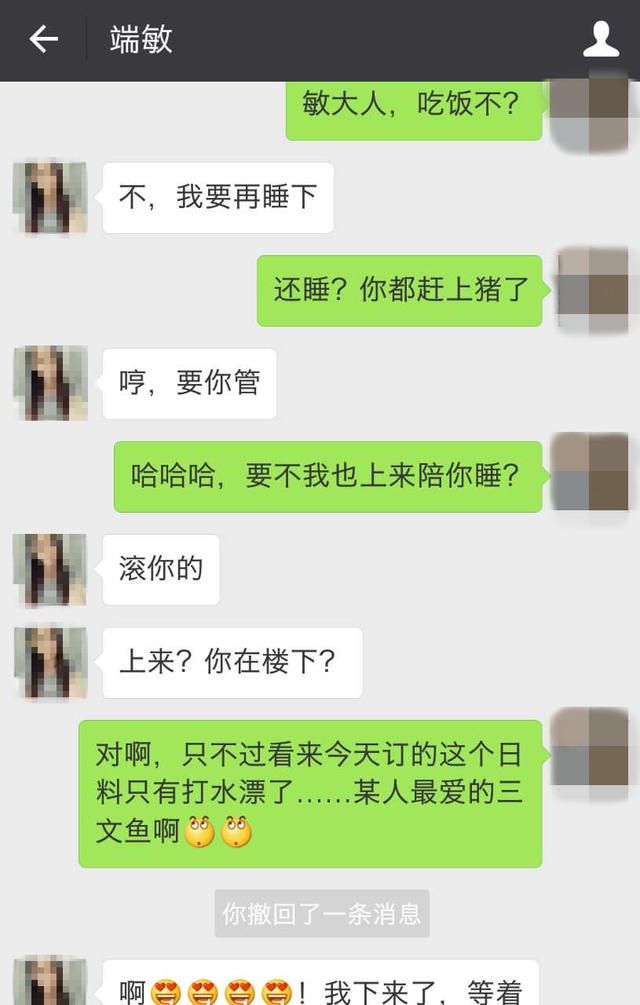 端敏
敏大人，吃饭不？
不，我要再睡下
还睡？你都赶上猪了
哼，要你管
哈哈哈，要不我也上来陪你睡？
滚你的
上来？你在楼下？
对啊，只不过看来今天订的这个日
料只有打水漂了……某人最爱的三
文鱼啊
你撤回了一条消息
啊！我下来了，等着